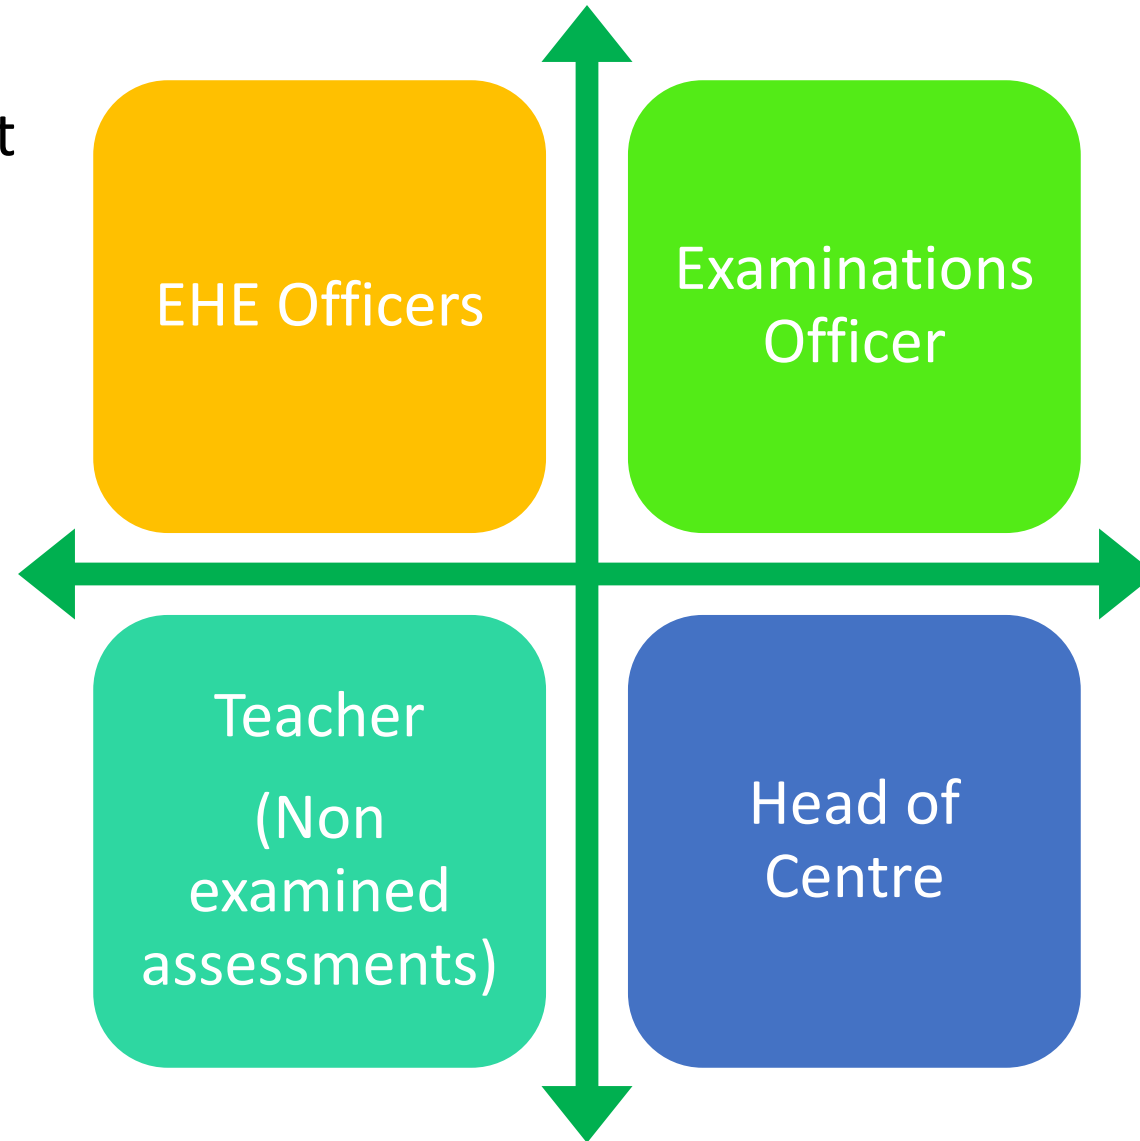 t
EHE Officers
Examinations
Officer
Teacher
(Non
examined
assessments)
Head of
Centre